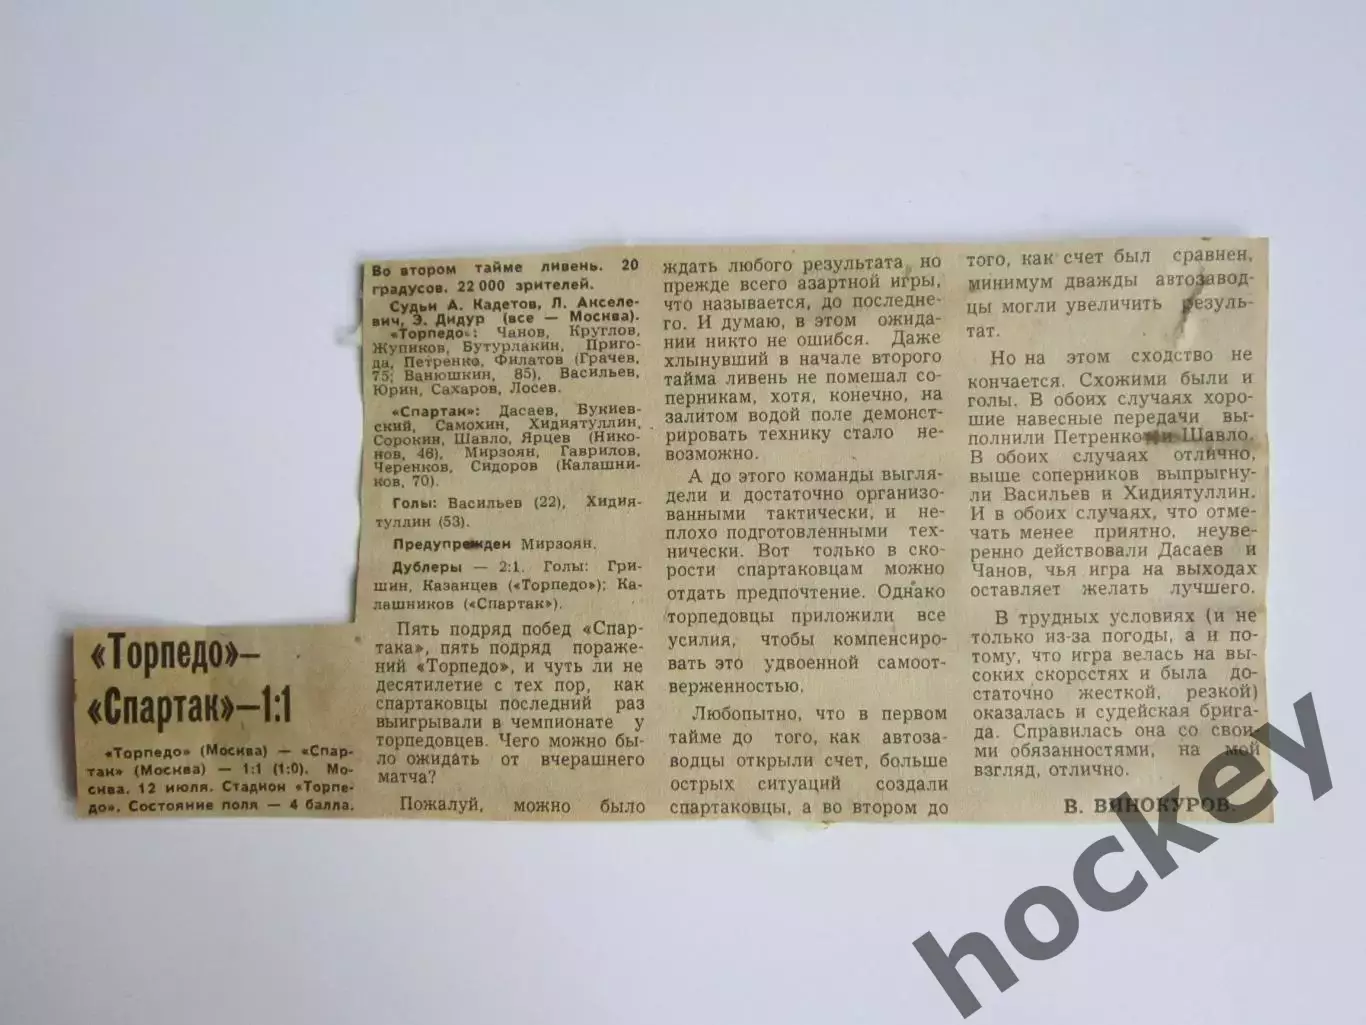 «Торпедо»–
«Спартак»–1:1
«Торпедо» (Москва) — «Спар-
так» (Москва) — 1:1 (1:0). Мо-
сква. 12 июля. Стадион «Торпе-
до». Состояние поля — 4 балла.
Во втором тайме ливень. 20
градусов. 22 000 зрителей.
Судьи А. Кадетов, Л. Акселе-
вич, Э. Дидур (все — Москва).
«Торпедо»: Чанов, Круглов,
Жупиков, Бутурлакин, Приго-
да, Петренко, Филатов (Грачев,
75; Ванюшкин, 85), Васильев,
Юрин, Сахаров, Лосев.
«Спартак»: Дасаев, Букиев-
ский, Самохин, Хидиятуллин,
Сорокин, Шавло, Ярцев (Нико-
нов, 46), Мирзоян, Гаврилов,
Черенков, Сидоров (Калашни-
ков, 70).
Голы: Васильев (22), Хидия-
туллин (53).
Предупрежден Мирзоян.
Дублеры — 2:1. Голы: Гри-
шин, Казанцев («Торпедо»); Ка-
лашников («Спартак»).
Пять подряд побед «Спар-
така», пять подряд пораже-
ний «Торпедо», и чуть ли не
десятилетие с тех пор, как
спартаковцы последний раз
выигрывали в чемпионате у
торпедовцев. Чего можно бы-
ло ожидать от вчерашнего
матча?
Пожалуй, можно было
ждать любого результата, но
прежде всего азартной игры,
что называется, до последне-
го. И думаю, в этом ожида-
нии никто не ошибся. Даже
хлынувший в начале второго
тайма ливень не помешал со-
перникам, хотя, конечно, на
залитом водой поле демонст-
рировать технику стало не-
возможно.
А до этого команды выгля-
дели и достаточно организо-
ванными тактически, и не-
плохо подготовленными тех-
нически. Вот только в ско-
рости спартаковцам можно
отдать предпочтение. Однако
торпедовцы приложили все
усилия, чтобы компенсиро-
вать это удвоенной самоот-
верженностью.
Любопытно, что в первом
тайме до того, как автоза-
водцы открыли счет, больше
острых ситуаций создали
спартаковцы, а во втором до
того, как счет был сравнен,
минимум дважды автозавод-
цы могли увеличить резуль-
тат.
Но на этом сходство не
кончается. Схожими были и
голы. В обоих случаях хоро-
шие навесные передачи вы-
полнили Петренко и Шавло.
В обоих случаях отлично,
выше соперников выпрыгну-
ли Васильев и Хидиятуллин.
И в обоих случаях, что отме-
чать менее приятно, неуве-
ренно действовали Дасаев и
Чанов, чья игра на выходах
оставляет желать лучшего.
В трудных условиях (и не
только из-за погоды, а и по-
тому, что игра велась на вы-
соких скоростях и была до-
статочно жесткой, резкой)
оказалась и судейская брига-
да. Справилась она со свои-
ми обязанностями, на мой
взгляд, отлично.
В. ВИНОКУРОВ.
hockey